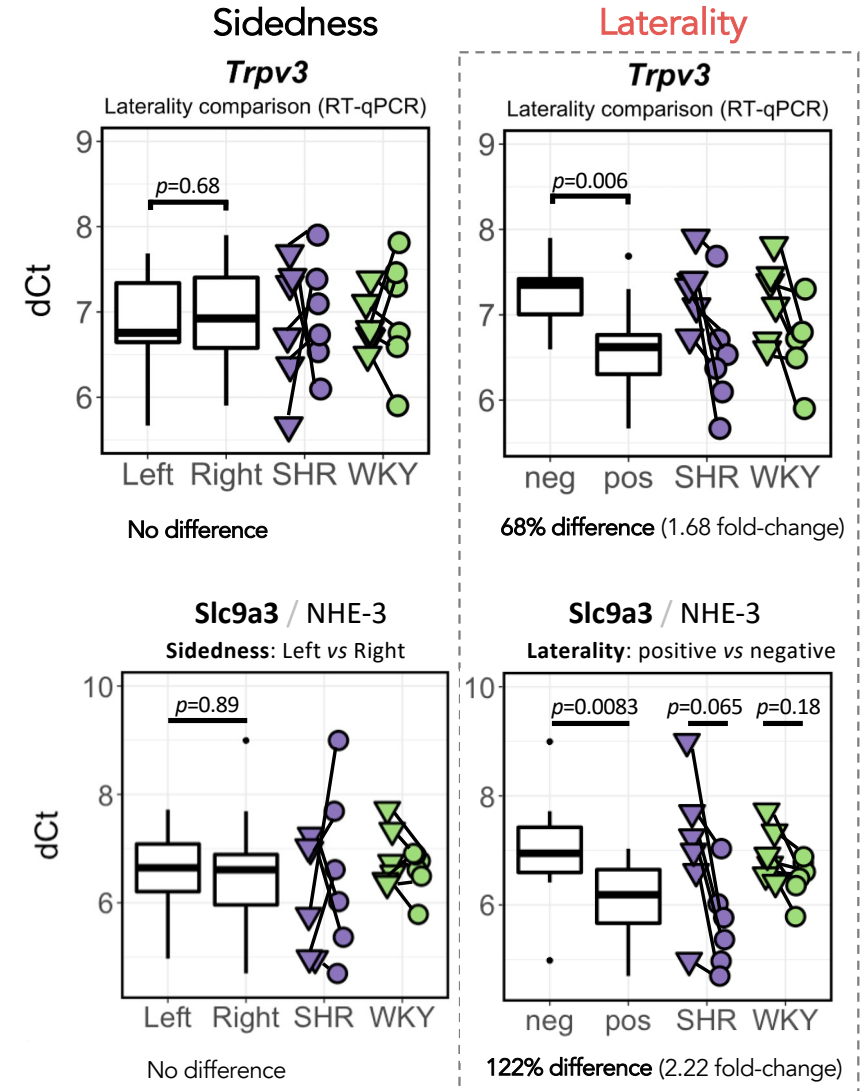 Sidedness
Laterality
Trpv3
Laterality comparison (RT-qPCR)
dCt
9
8
7
6
p=0.68
Left Right SHR WKY
No difference
Trpv3
Laterality comparison (RT-qPCR)
9
8
7
6
p=0.006
neg pos SHR WKY
68% difference (1.68 fold-change)
Slc9a3 / NHE-3
Sidedness: Left vs Right
dCt
10
8
6
p=0.89
Left Right SHR WKY
No difference
Slc9a3 / NHE-3
Laterality: positive vs negative
10
8
6
p=0.0083 p=0.065 p=0.18
neg pos SHR WKY
122% difference (2.22 fold-change)